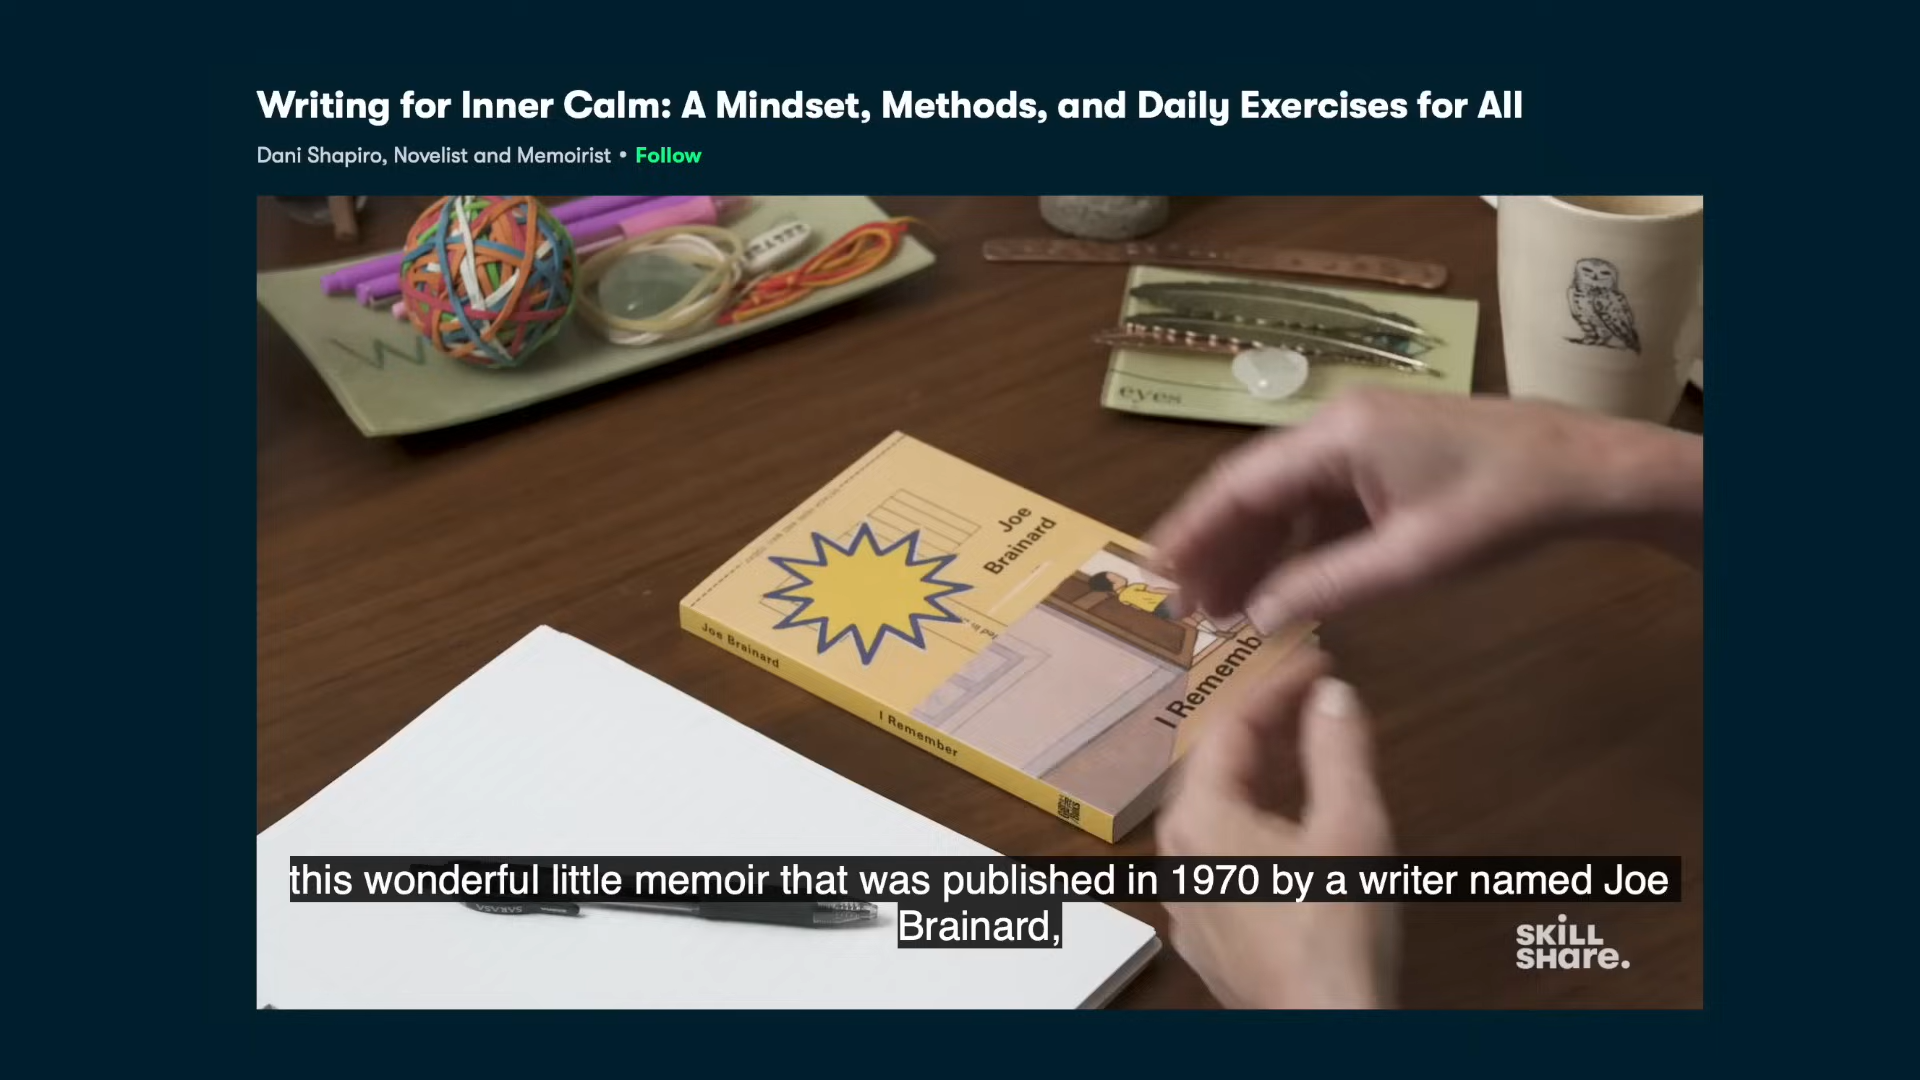 Writing for Inner Calm: A Mindset, Methods, and Daily Exercises for All
Dani Shapiro, Novelist and Memoirist • Follow
W
eyes
Joe
Brainard
I Rememb
Joe Brainard
I Remember
SARASA
this wonderful little memoir that was published in 1970 by a writer named Joe
Brainard,
SKILL
SHare.